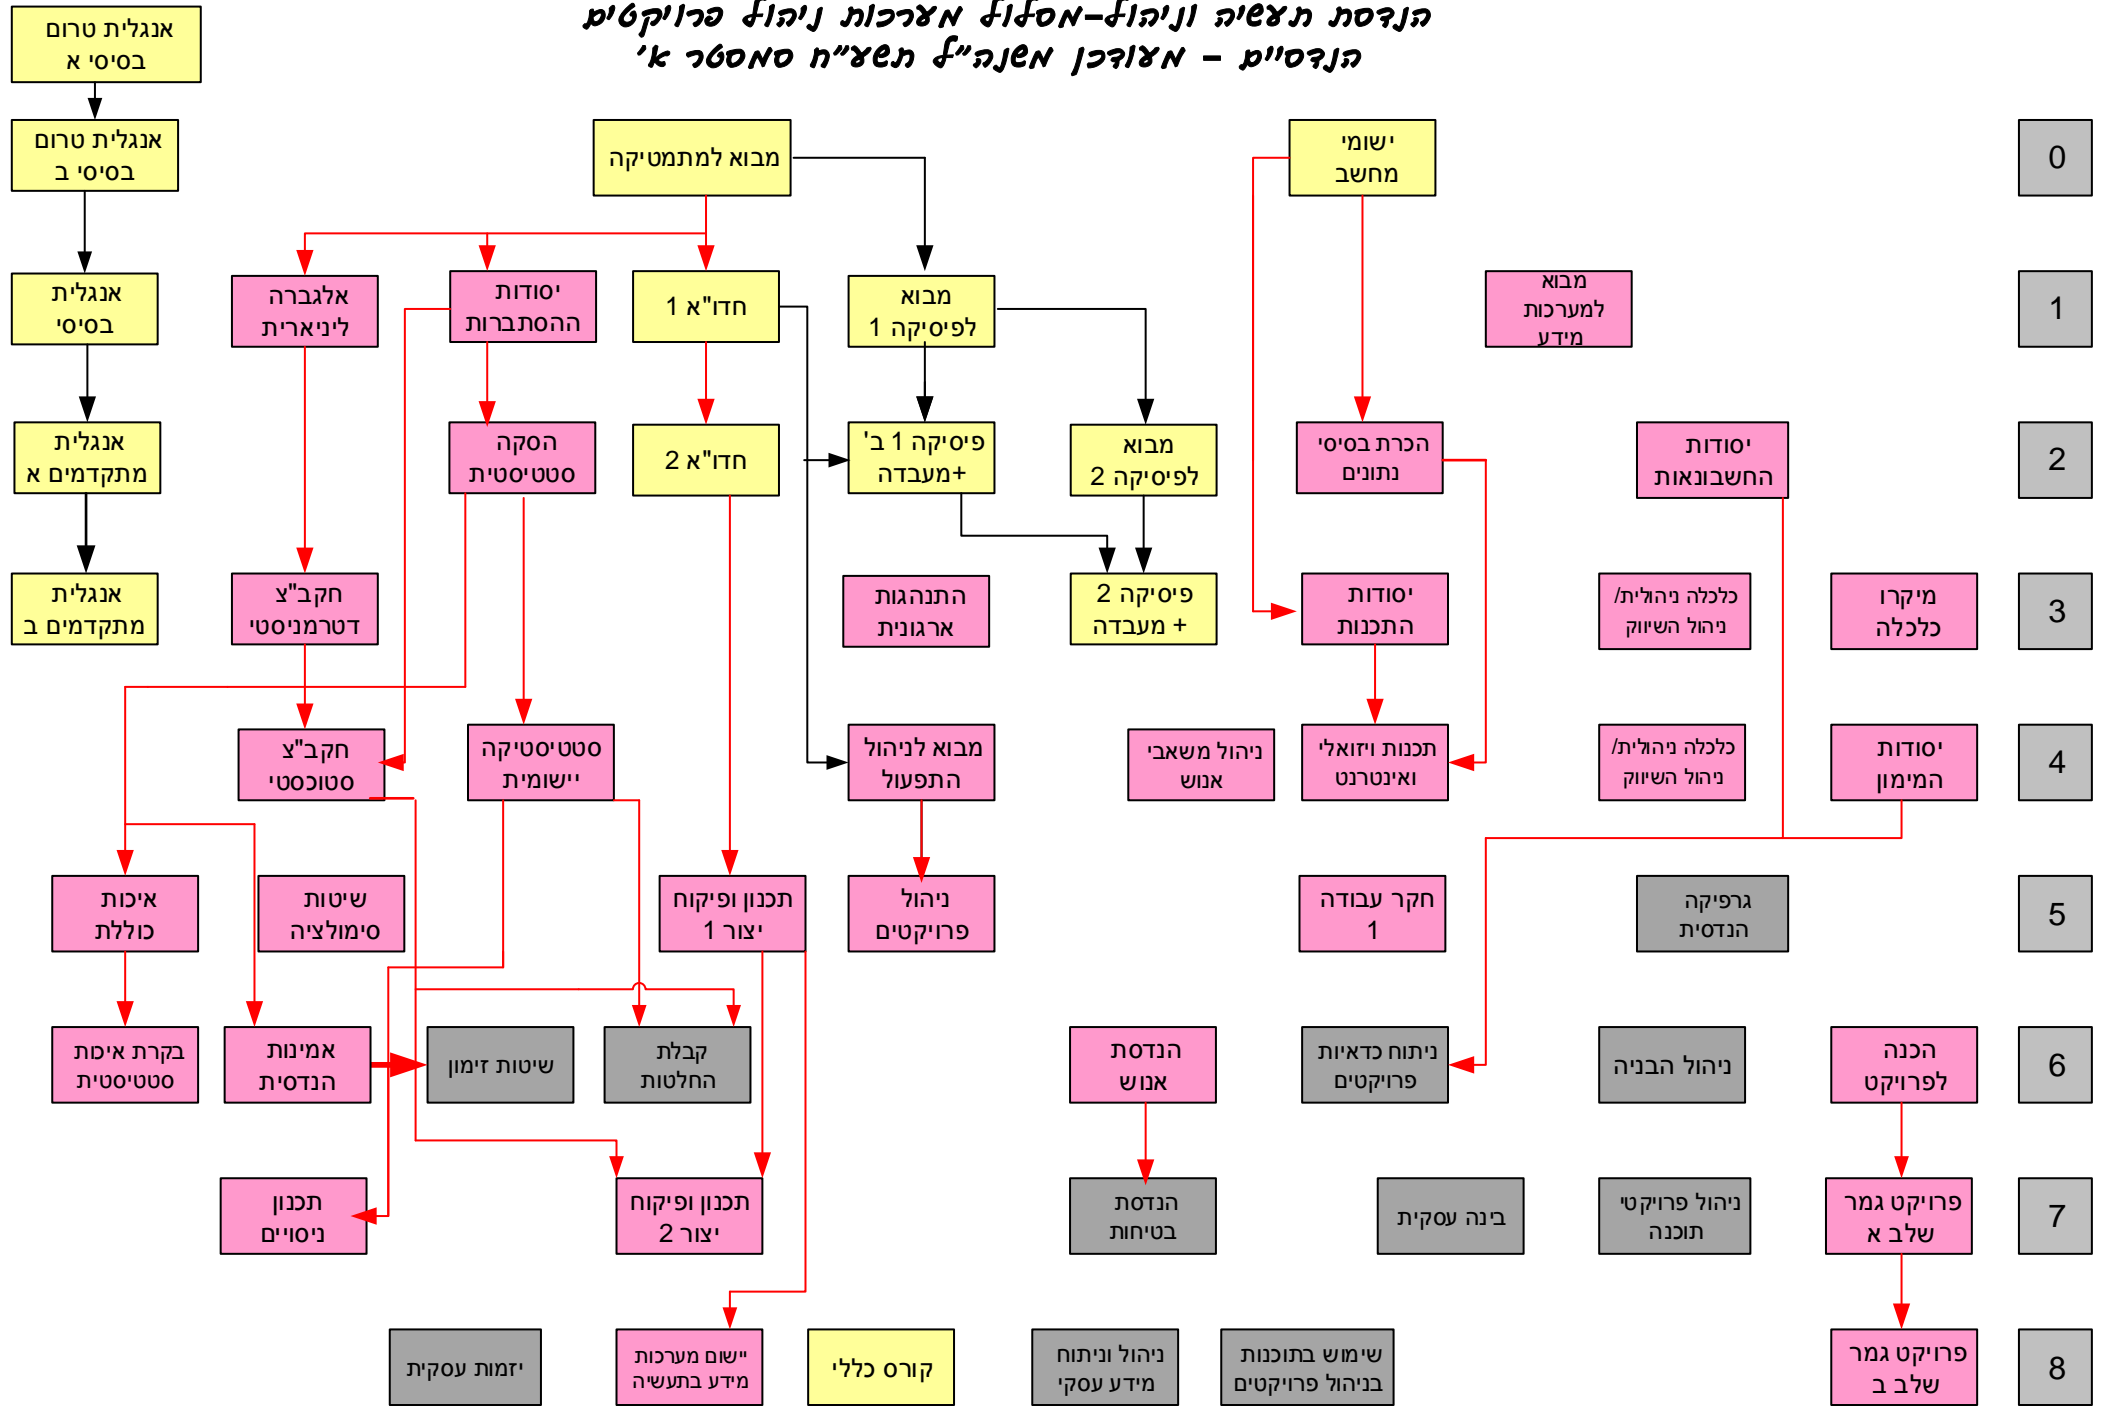 הנדסת תעשיה וניהול-מסלול מערכות ניהול פרויקטים
הנדסיים - מעודכן משנה"ל תשע"ח סמסטר א'
אנגלית טרום
בסיסי א
אנגלית טרום
בסיסי ב
מבוא למתמטיקה
ישומי
מחשב
0
אנגלית
בסיסי
אלגברה
ליניארית
יסודות
ההסתברות
חדו"א 1
מבוא
לפיסיקה 1
מבוא
למערכות
מידע
1
אנגלית
מתקדמים א
הסקה
סטטיסטית
חדו"א 2
פיסיקה 1 ב'
+מעבדה
מבוא
לפיסיקה 2
הכרת בסיסי
נתונים
יסודות
החשבונאות
2
אנגלית
מתקדמים ב
חקב"צ
דטרמניסטי
התנהגות
ארגונית
פיסיקה 2
+ מעבדה
יסודות
התכנות
כלכלה ניהולית/
ניהול השיווק
מיקרו
כלכלה
3
חקב"צ
סטוכסטי
סטטיסטיקה
יישומית
מבוא לניהול
התפעול
ניהול משאבי
אנוש
תכנות ויזואלי
ואינטרנט
כלכלה ניהולית/
ניהול השיווק
יסודות
המימון
4
איכות
כוללת
שיטות
סימולציה
תכנון ופיקוח
יצור 1
ניהול
פרויקטים
חקר עבודה
1
גרפיקה
הנדסית
5
בקרת איכות
סטטיסטית
אמינות
הנדסית
שיטות זימון
קבלת
החלטות
הנדסת
אנוש
ניתוח כדאיות
פרויקטים
ניהול הבניה
הכנה
לפרויקט
6
תכנון
ניסויים
תכנון ופיקוח
יצור 2
הנדסת
בטיחות
בינה עסקית
ניהול פרויקטי
תוכנה
פרויקט גמר
שלב א
7
יזמות עסקית
יישום מערכות
מידע בתעשיה
קורס כללי
ניהול וניתוח
מידע עסקי
שימוש בתוכנות
בניהול פרויקטים
פרויקט גמר
שלב ב
8